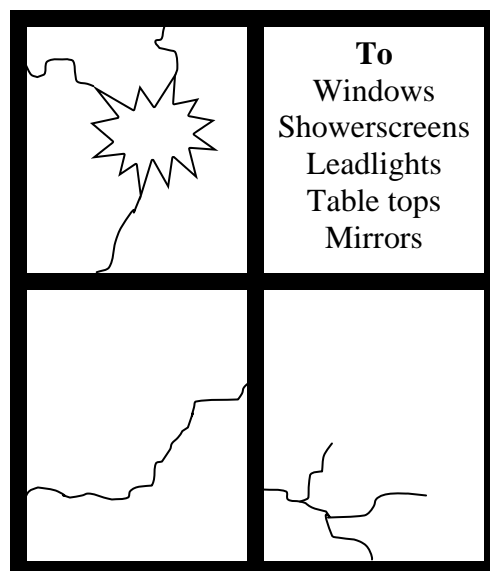 To
Windows
Showerscreens
Leadlights
Table tops
Mirrors